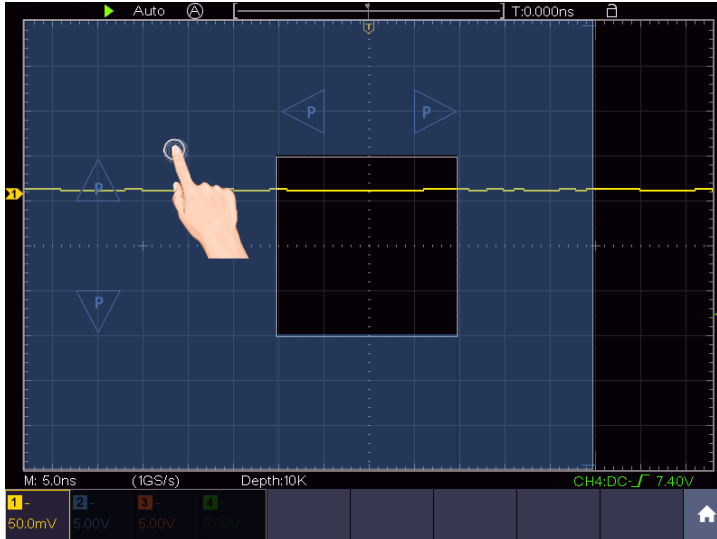 Auto A T:0.000ns
T
P P
P
1
P
M: 5.0ns (1GS/s) Depth:10K CH4:DC- 7.40V
1 - 2 - 3 - 4 -
50.0mV 5.00V 5.00V 5.00V